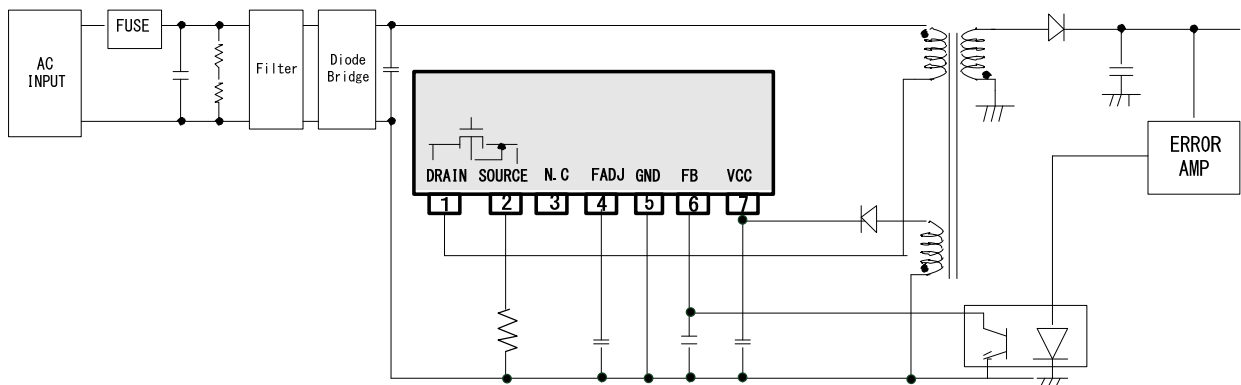 FUSE
AC
INPUT
Filter
Diode
Bridge
ERROR
AMP
DRAIN SOURCE N.C FADJ GND FB VCC
1 2 3 4 5 6 7